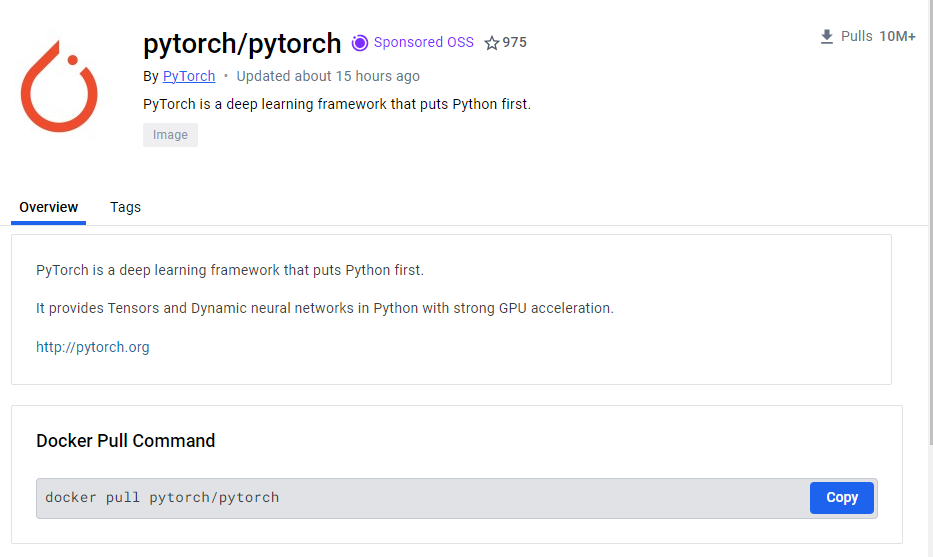 pytorch/pytorch Sponsored OSS 975 Pulls 10M+
By PyTorch • Updated about 15 hours ago
PyTorch is a deep learning framework that puts Python first.
Image
Overview Tags
PyTorch is a deep learning framework that puts Python first.
It provides Tensors and Dynamic neural networks in Python with strong GPU acceleration.
http://pytorch.org
Docker Pull Command
docker pull pytorch/pytorch Copy